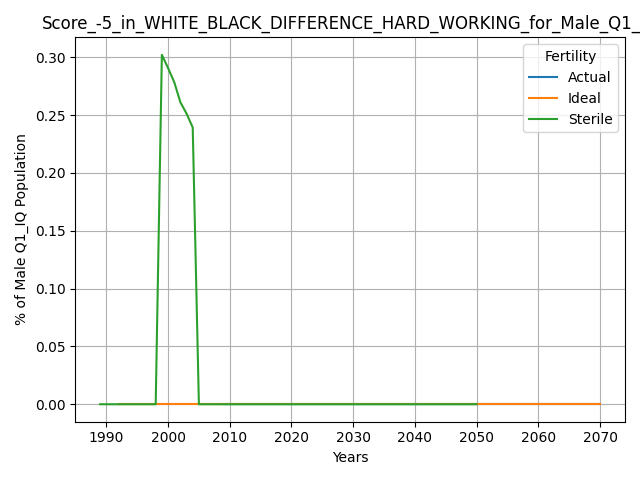 Score_-5_in_WHITE_BLACK_DIFFERENCE_HARD_WORKING_for_Male_Q1_
Fertility
Actual
Ideal
Sterile
% of Male Q1_IQ Population
0.30
0.25
0.20
0.15
0.10
0.05
0.00
1990 2000 2010 2020 2030 2040 2050 2060 2070
Years